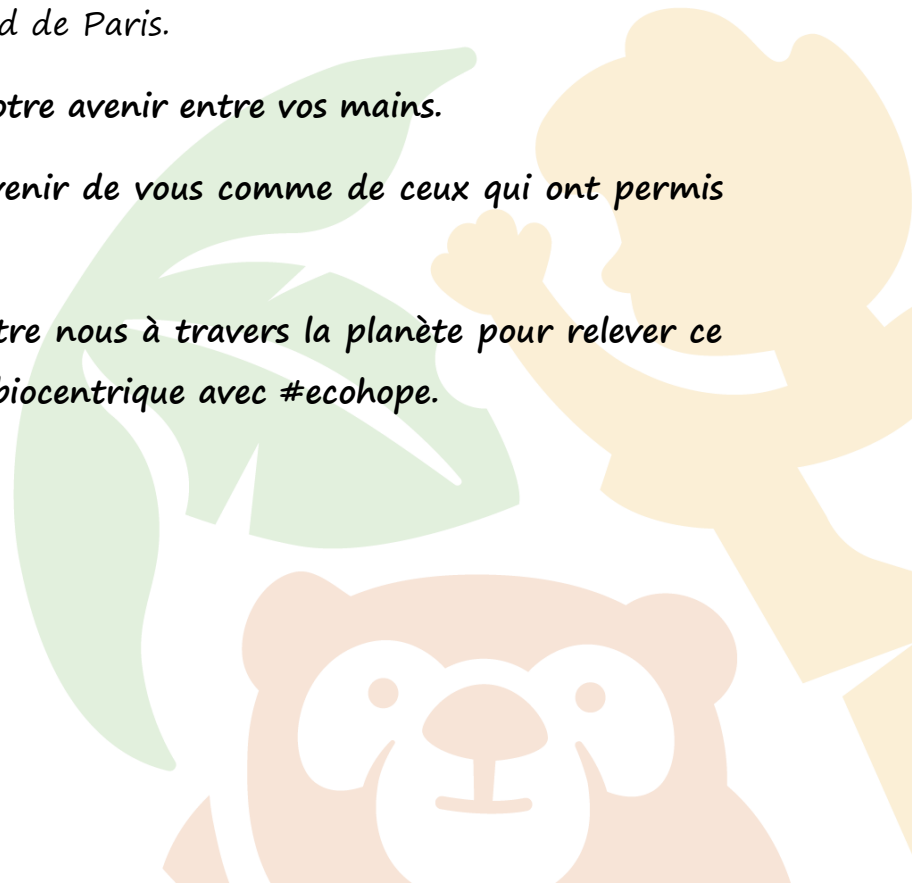 d de Paris.
otre avenir entre vos mains.
venir de vous comme de ceux qui ont permis
tre nous à travers la planète pour relever ce
biocentrique avec #ecohope.